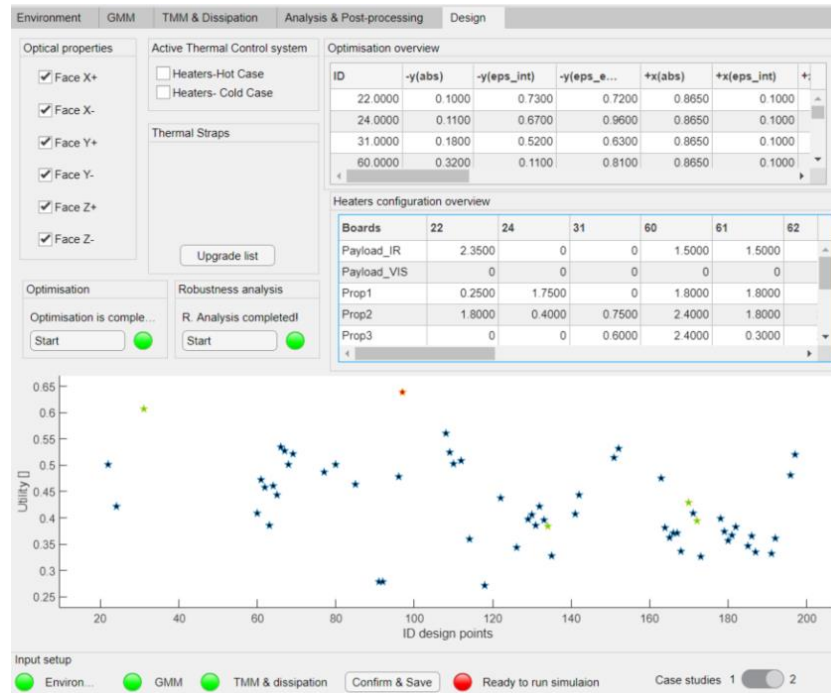 Environment GMM TMM & Dissipation Analysis & Post-processing Design
Optical properties
Face X+
Face X-
Face Y+
Face Y-
Face Z+
Face Z-
Active Thermal Control system
Heaters-Hot Case
Heaters- Cold Case
Thermal Straps
Upgrade list
Optimisation
Optimisation is comple...
Start
Robustness analysis
R. Analysis completed!
Start
Optimisation overview
ID -y(abs) -y(eps_int) -y(eps_e... +x(abs) +x(eps_int)
22.0000 0.1000 0.7300 0.7200 0.8650 0.1000
24.0000 0.1100 0.6700 0.9600 0.8650 0.1000
31.0000 0.1800 0.5200 0.6300 0.8650 0.1000
60.0000 0.3200 0.1100 0.8100 0.8650 0.1000
Heaters configuration overview
Boards 22 24 31 60 61 62
Payload_IR 2.3500 0 0 1.5000 1.5000
Payload_VIS 0 0 0 0 0
Prop1 0.2500 1.7500 0 1.8000 1.8000
Prop2 1.8000 0.4000 0.7500 2.4000 1.8000
Prop3 0 0 0.6000 2.4000 0.3000
Utility []
0.65
0.6
0.55
0.5
0.45
0.4
0.35
0.3
0.25
20 40 60 80 100 120 140 160 180 200
ID design points
Input setup
Environ... GMM TMM & dissipation Confirm & Save Ready to run simulaion Case studies 1 2